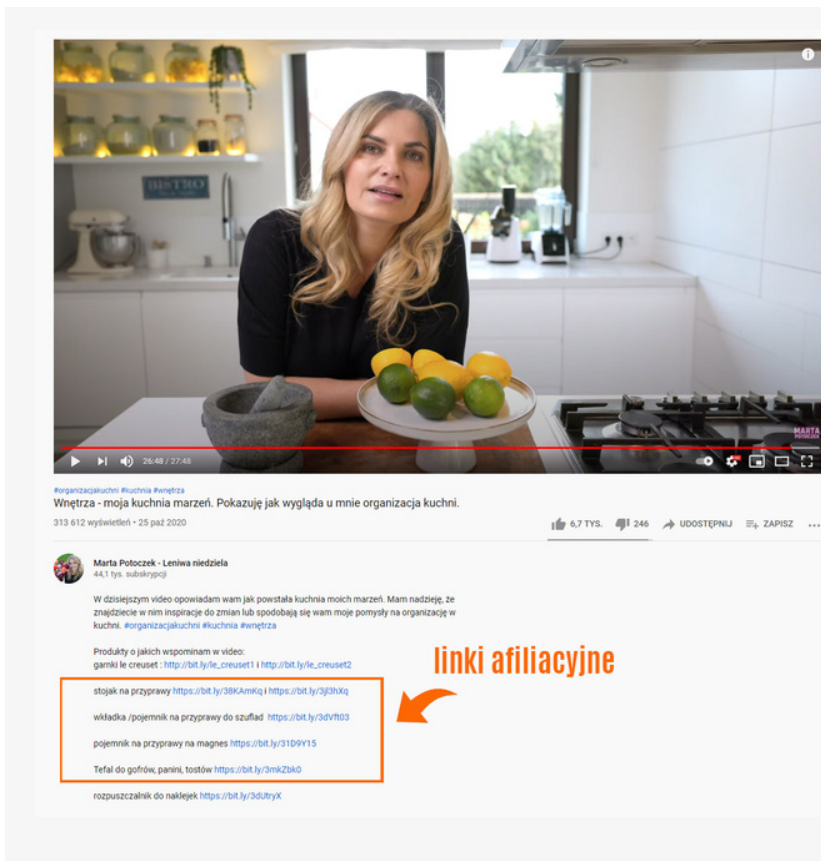 BISTRO
MARTA
POTOCZEK
26:48 / 27:48
#organizacjakuchni #kuchnia #wnętrza
Wnętrza - moja kuchnia marzeń. Pokazuję jak wygląda u mnie organizacja kuchni.
313 612 wyświetleń • 25 paź 2020
6,7 TYS. 246 UDOSTĘPNIJ ZAPISZ ...
Marta Potoczek - Leniwa niedziela
44,1 tys. subskrypcji
W dzisiejszym video opowiadam wam jak powstała kuchnia moich marzeń. Mam nadzieję, że
znajdziecie w nim inspiracje do zmian lub spodobają się wam moje pomysły na organizację w
kuchni. #organizacjakuchni #kuchnia #wnętrza
Produkty o jakich wspominam w video:
garnki le creuset : http://bit.ly/le_creuset1 i http://bit.ly/le_creuset2
linki afiliacyjne
stojak na przyprawy https://bit.ly/38KAmKq i https://bit.ly/3jl3hXq
wkładka /pojemnik na przyprawy do szuflad https://bit.ly/3dVft03
pojemnik na przyprawy na magnes https://bit.ly/31D9Y15
Tefal do gofrów, panini, tostów https://bit.ly/3mkZbk0
rozpuszczalnik do naklejek https://bit.ly/3dUtryX